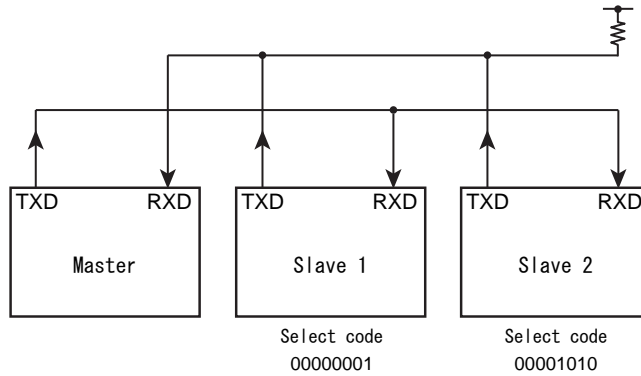 TXD RXD TXD RXD TXD RXD
Master Slave 1 Slave 2
Select code Select code
00000001 00001010